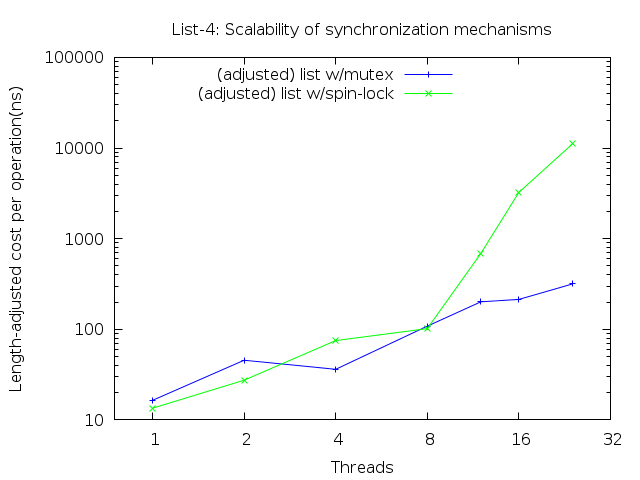 List-4: Scalability of synchronization mechanisms
100000
10000
1000
100
10
Length-adjusted cost per operation(ns)
(adjusted) list w/mutex
(adjusted) list w/spin-lock
1 2 4 8 16 32
Threads